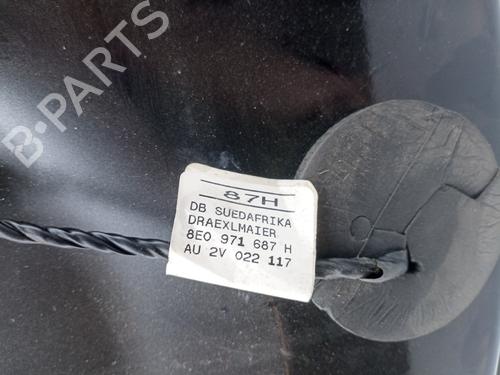 B-PARTS
87H
DB SUEDAFRIKA
DRAEXLMAIER
8E0 971 687 H
AU 2V 022 117